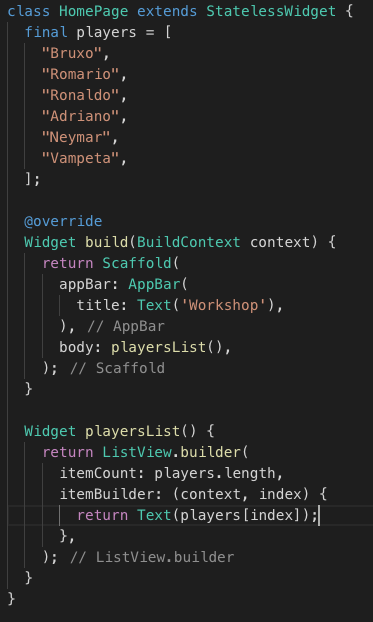 class HomePage extends StatelessWidget {
  final players = [
    "Bruxo",
    "Romario",
    "Ronaldo",
    "Adriano",
    "Neymar",
    "Vampeta",
  ];

  @override
  Widget build(BuildContext context) {
    return Scaffold(
      appBar: AppBar(
        title: Text('Workshop'),
      ), // AppBar
      body: playersList(),
    ); // Scaffold
  }

  Widget playersList() {
    return ListView.builder(
      itemCount: players.length,
      itemBuilder: (context, index) {
        return Text(players[index]);
      },
    ); // ListView.builder
  }
}